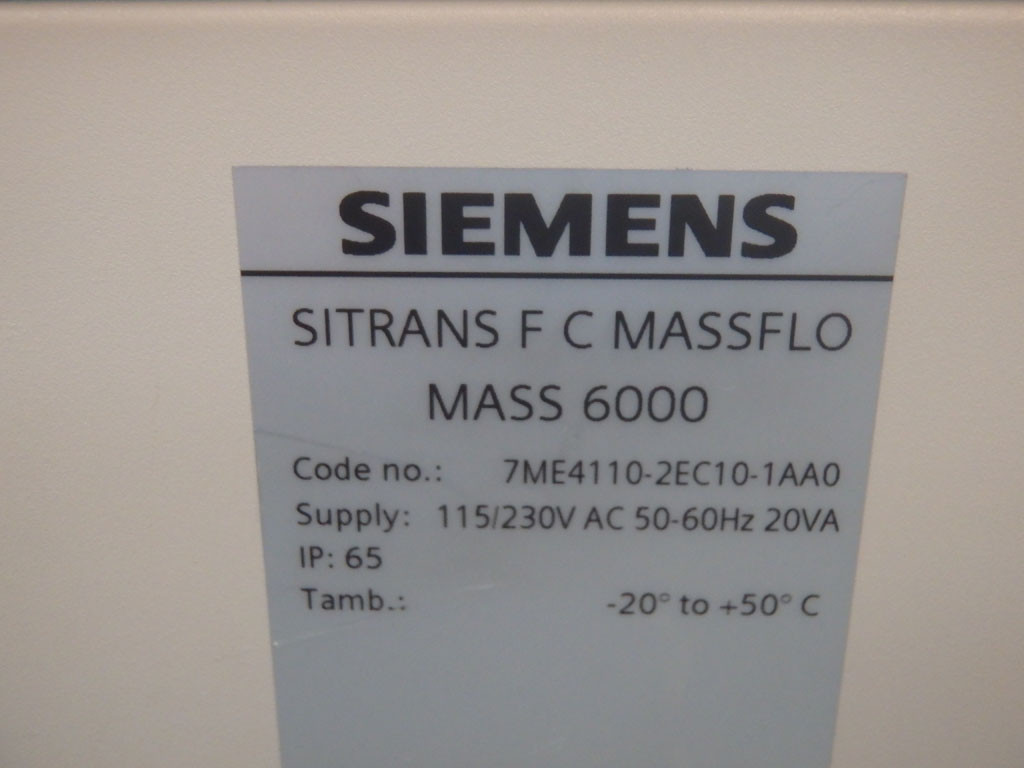 SIEMENS
SITRANS F C MASSFLO
MASS 6000
Code no.: 7ME4110-2EC10-1AA0
Supply: 115/230V AC 50-60Hz 20VA
IP: 65
Tamb.: -20° to +50° C